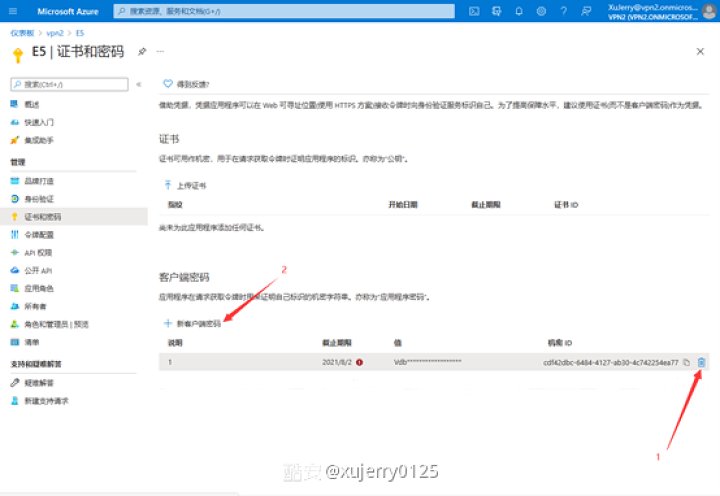 Microsoft Azure
搜索资源、服务和文档(G+/)
XuJerry@vpn2.onmicros...
VPN2 (VPN2.ONMICROSOF...
仪表板 > vpn2 > E5
E5 | 证书和密码
搜索(Ctrl+/)
概述
快速入门
集成助手
管理
品牌打造
身份验证
证书和密码
令牌配置
API 权限
公开 API
应用角色
所有者
角色和管理员 | 预览
清单
支持和疑难解答
疑难解答
新建支持请求
得到反馈?
借助凭据，凭据应用程序可以在 Web 可寻址位置(使用 HTTPS 方案)接收令牌时向身份验证服务标识自己。为了提高保障水平，建议使用证书(而不是客户端密码)作为凭据。
证书
证书可用作机密，用于在请求获取令牌时证明应用程序的标识。亦称为“公钥”。
上传证书
指纹 开始日期 截止期限 证书 ID
尚未为此应用程序添加任何证书。
客户端密码
2
应用程序在请求获取令牌时用来证明自己标识的机密字符串。亦称为“应用程序密码”。
新客户端密码
说明 截止期限 值 机密 ID
1 2021/8/2 Vdb****************** cdf42dbc-6484-4127-ab30-4c742254ea77
1
酷安 @xujerry0125